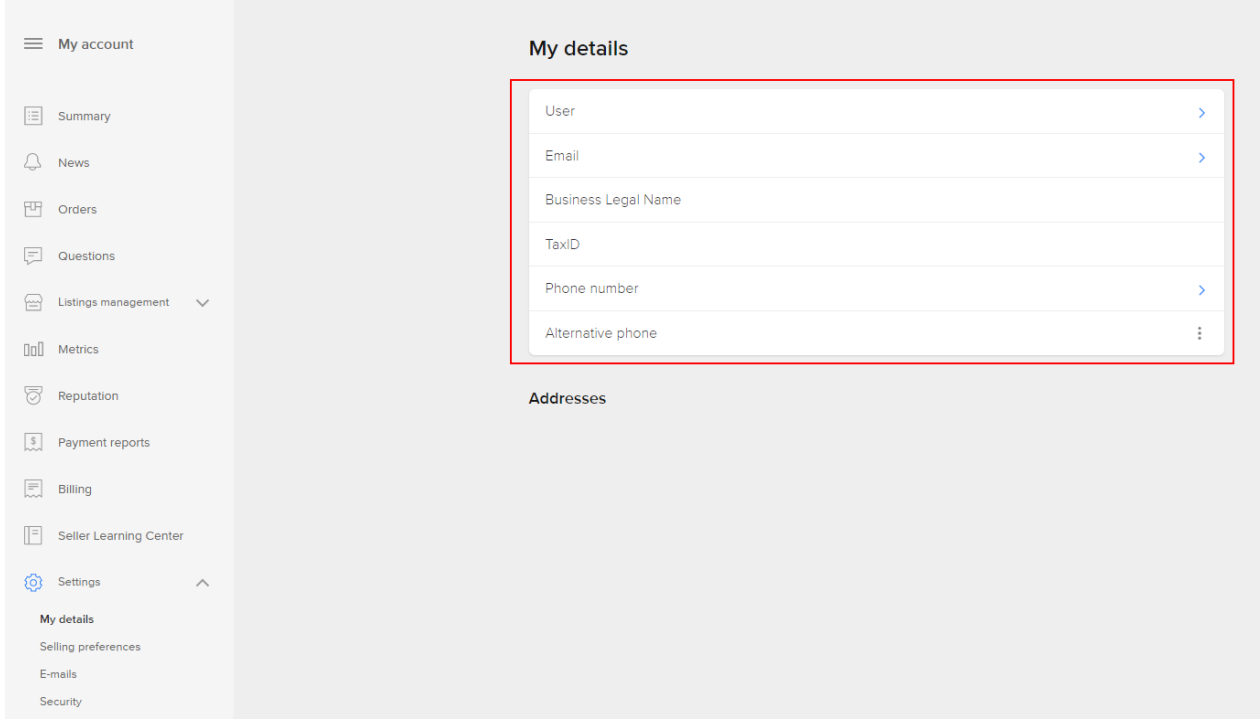 My account
Summary
News
Orders
Questions
Listings management
Metrics
Reputation
Payment reports
Billing
Seller Learning Center
Settings
My details
Selling preferences
E-mails
Security
My details
User
Email
Business Legal Name
TaxID
Phone number
Alternative phone
Addresses